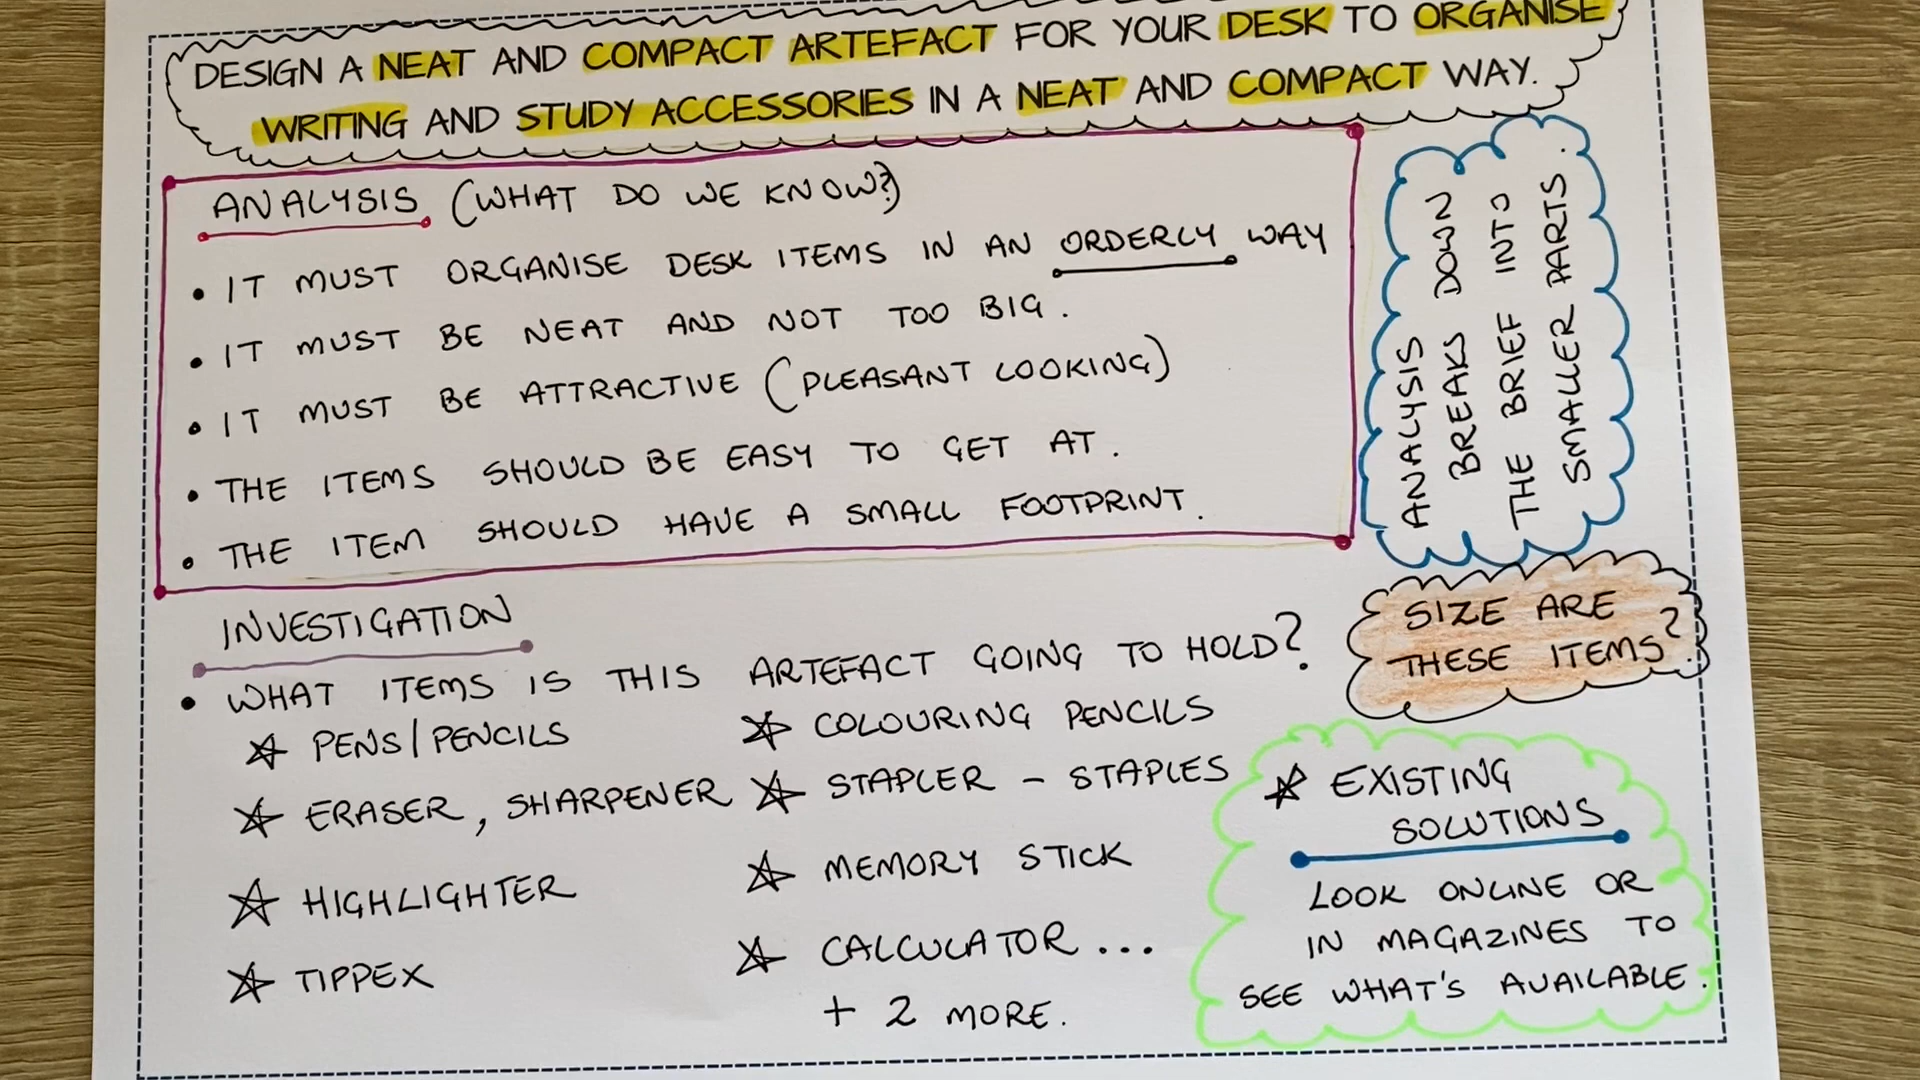 DESIGN A NEAT AND COMPACT ARTEFACT FOR YOUR DESK TO ORGANISE
WRITING AND STUDY ACCESSORIES IN A NEAT AND COMPACT WAY.
ANALYSIS (WHAT DO WE KNOW?)
• IT MUST ORGANISE DESK ITEMS IN AN ORDERLY WAY
• IT MUST BE NEAT AND NOT TOO BIG.
• IT MUST BE ATTRACTIVE (PLEASANT LOOKING)
• THE ITEMS SHOULD BE EASY TO GET AT.
• THE ITEM SHOULD HAVE A SMALL FOOTPRINT.
ANALYSIS
BREAKS DOWN
THE BRIEF INTO
SMALLER PARTS.
INVESTIGATION
• WHAT ITEMS IS THIS ARTEFACT GOING TO HOLD?
SIZE ARE
THESE ITEMS?
☆ PENS/PENCILS
☆ ERASER, SHARPENER
☆ HIGHLIGHTER
☆ TIPPEX
☆ COLOURING PENCILS
☆ STAPLER - STAPLES
☆ MEMORY STICK
☆ CALCULATOR...
+ 2 MORE.
☆ EXISTING
SOLUTIONS
LOOK ONLINE OR
IN MAGAZINES TO
SEE WHAT'S AVAILABLE.